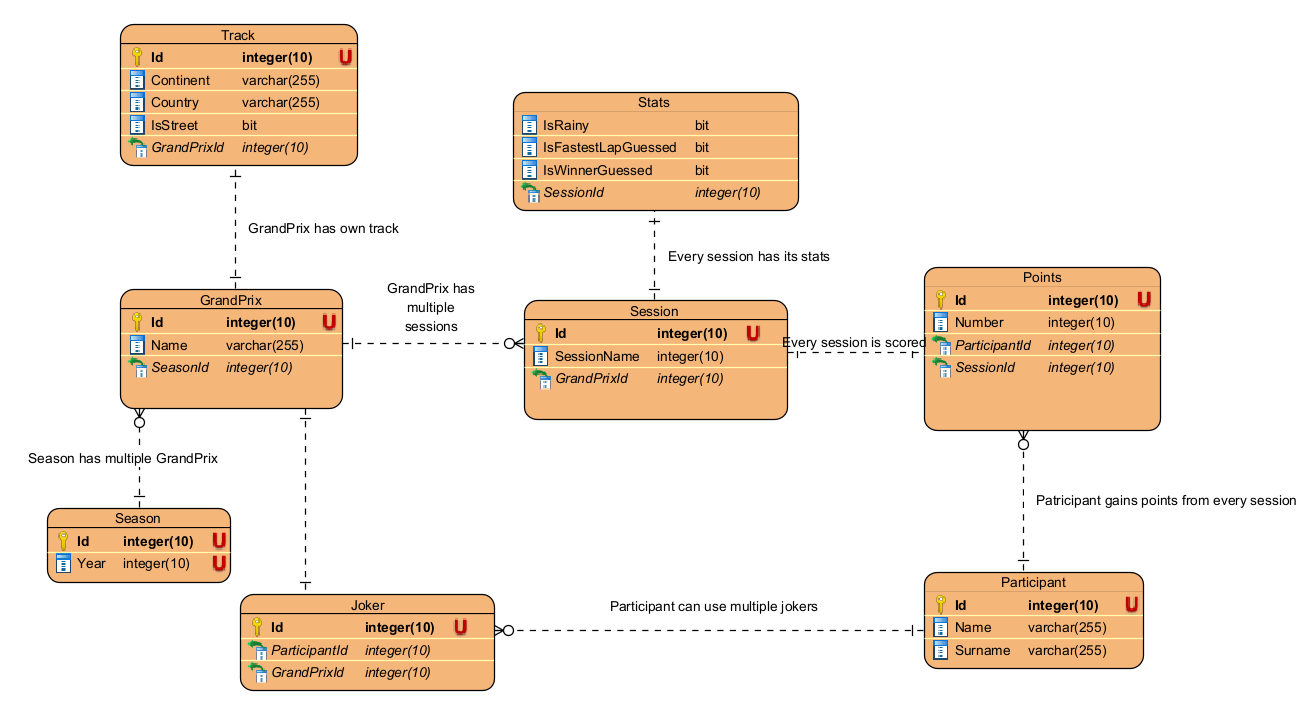 Track
Id integer(10) U
Continent varchar(255)
Country varchar(255)
IsStreet bit
GrandPrixId integer(10)
Stats
IsRainy bit
IsFastestLapGuessed bit
IsWinnerGuessed bit
SessionId integer(10)
GrandPrix has own track
Every session has its stats
GrandPrix
Id integer(10) U
Name varchar(255)
SeasonId integer(10)
GrandPrix has
multiple
sessions
Session
Id integer(10) U
SessionName integer(10)
GrandPrixId integer(10)
Every session is scored
Points
Id integer(10) U
Number integer(10)
ParticipantId integer(10)
SessionId integer(10)
Season has multiple GrandPrix
Patricipant gains points from every session
Season
Id integer(10) U
Year integer(10) U
Joker
Id integer(10) U
ParticipantId integer(10)
GrandPrixId integer(10)
Participant can use multiple jokers
Participant
Id integer(10) U
Name varchar(255)
Surname varchar(255)